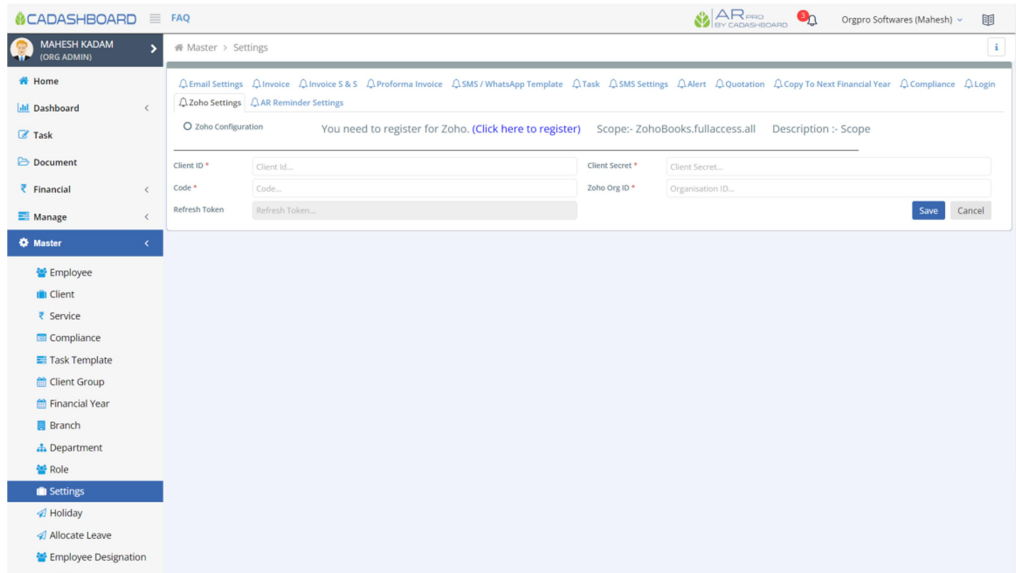 CADASHBOARD FAQ AR PRO BY CADASHBOARD 3 Orgpro Softwares (Mahesh)
MAHESH KADAM
(ORG ADMIN)
Master > Settings
i
Home
Dashboard
Task
Document
Financial
Manage
Master
Employee
Client
Service
Compliance
Task Template
Client Group
Financial Year
Branch
Department
Role
Settings
Holiday
Allocate Leave
Employee Designation
Email Settings Invoice Invoice S & S Proforma Invoice SMS / WhatsApp Template Task SMS Settings Alert Quotation Copy To Next Financial Year Compliance Login
Zoho Settings AR Reminder Settings
Zoho Configuration You need to register for Zoho. (Click here to register) Scope:- ZohoBooks.fullaccess.all Description :- Scope
Client ID * Client Id... Client Secret * Client Secret...
Code * Code... Zoho Org ID * Organisation ID...
Refresh Token Refresh Token... Save Cancel